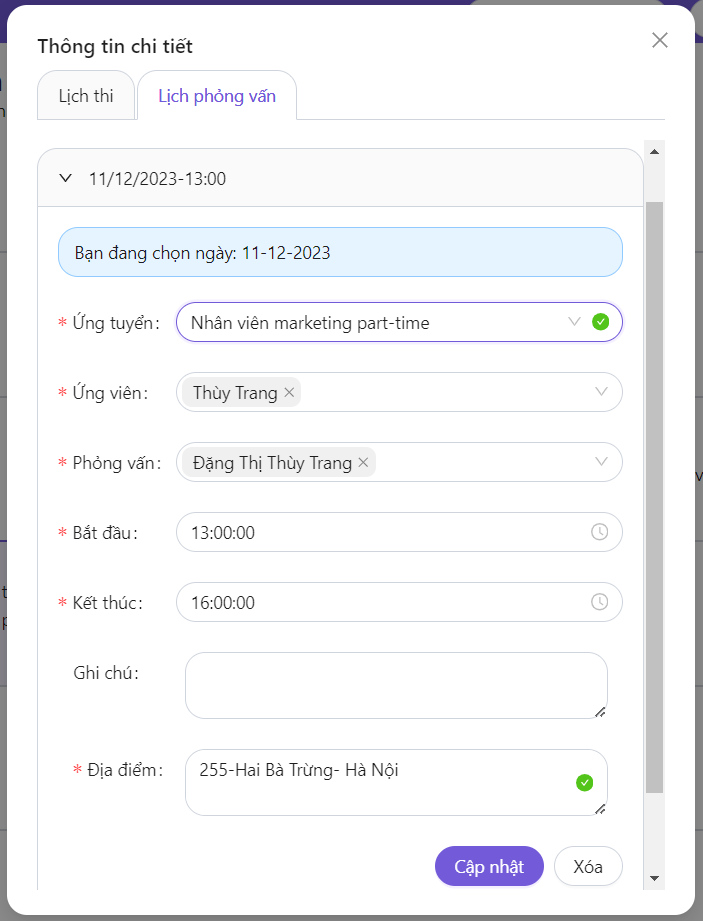 Thông tin chi tiết
Lịch thi
Lịch phỏng vấn
11/12/2023-13:00
Bạn đang chọn ngày: 11-12-2023
* Ứng tuyển: Nhân viên marketing part-time
* Ứng viên: Thùy Trang
* Phỏng vấn: Đặng Thị Thùy Trang
* Bắt đầu: 13:00:00
* Kết thúc: 16:00:00
Ghi chú:
* Địa điểm: 255-Hai Bà Trừng- Hà Nội
Cập nhật
Xóa